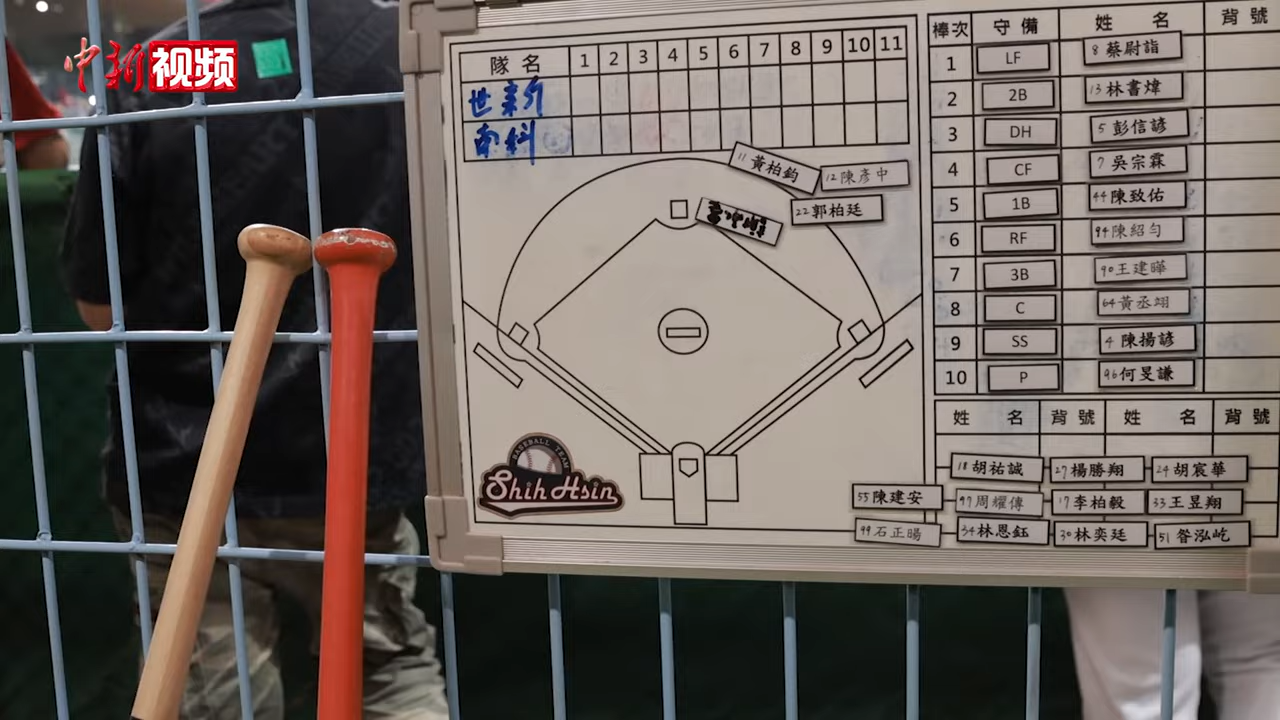 中新视频
隊名 1 2 3 4 5 6 7 8 9 10 11
世新
南科
11 黃柏鈞
12 陳彥中
22 郭柏廷
BASEBALL TEAM
Shih Hsin
棒次 守備 姓名 背號
1 LF 8 蔡尉詣
2 2B 13 林書煒
3 DH 5 彭信諺
4 CF 7 吳宗霖
5 1B 44 陳致佑
6 RF 94 陳紹勻
7 3B 90 王建曄
8 C 64 黃丞翊
9 SS 4 陳揚諺
10 P 96 何旻謙
姓名 背號 姓名 背號
18 胡祐誠 27 楊勝翔 24 胡宸華
55 陳建安 97 周耀傳 17 李柏毅 33 王昱翔
99 石正暘 34 林恩鈺 30 林奕廷 51 昝泓屹